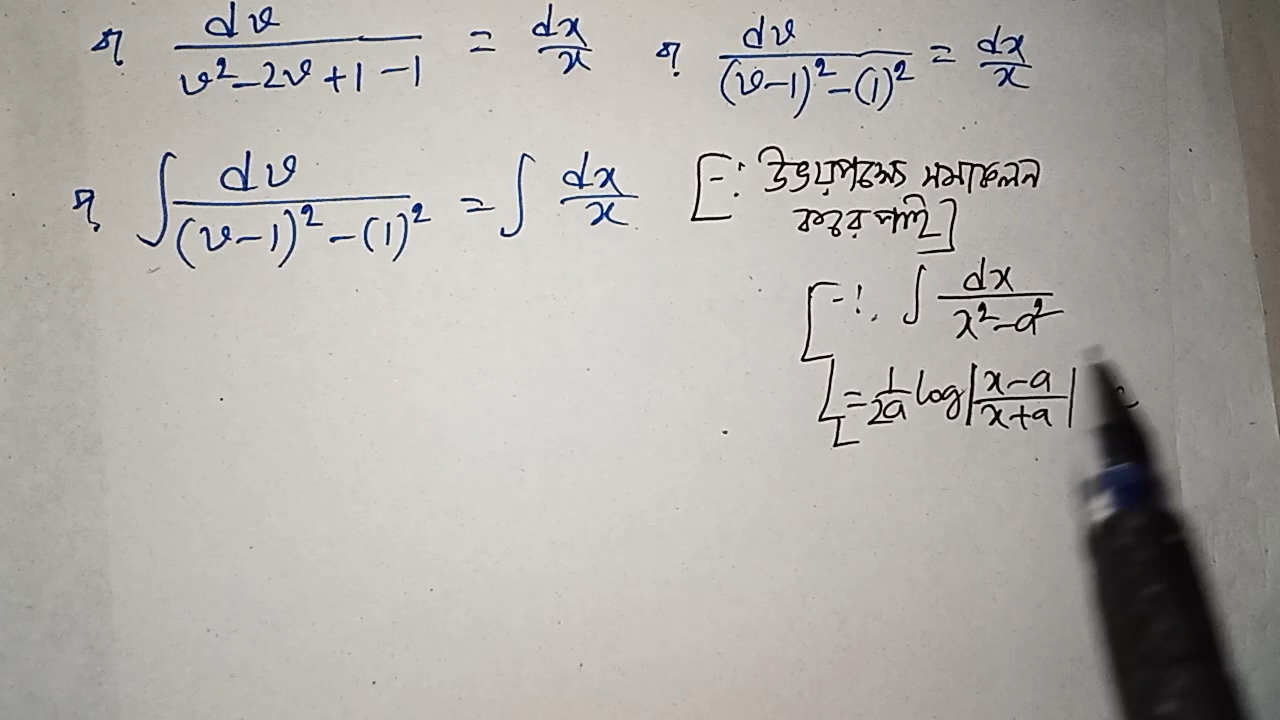 বা, dv/(v²-2v+1-1) = dx/x বা, dv/((v-1)²-(1)²) = dx/x
বা, ∫ dv/((v-1)²-(1)²) = ∫ dx/x [∵ উভয়পক্ষে সমাকলন
করে পাই]
[∵ ∫ dx/(x²-a²)
= 1/2a log|(x-a)/(x+a)|